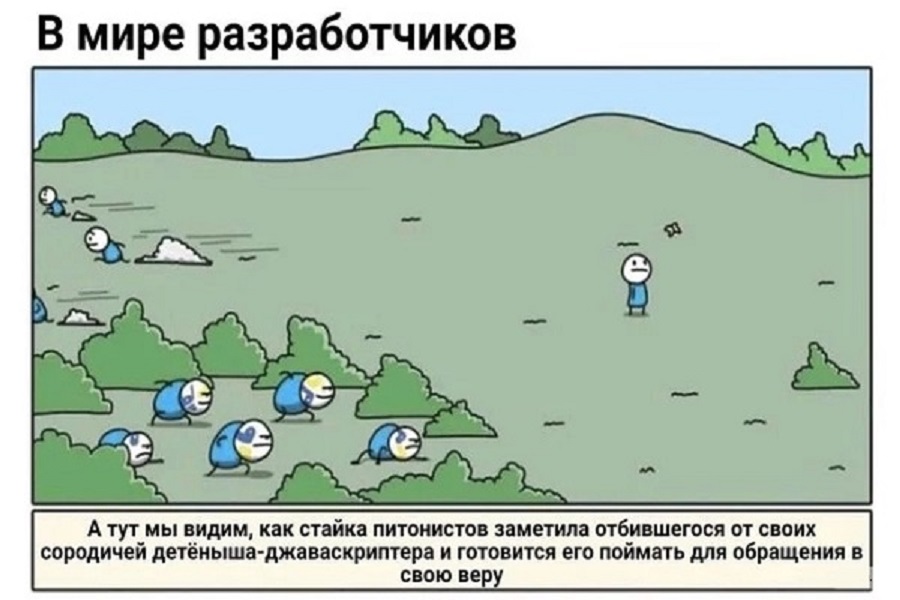 В мире разработчиков
А тут мы видим, как стайка питонистов заметила отбившегося от своих
сородичей детёныша-джаваскриптера и готовится его поймать для обращения в
свою веру